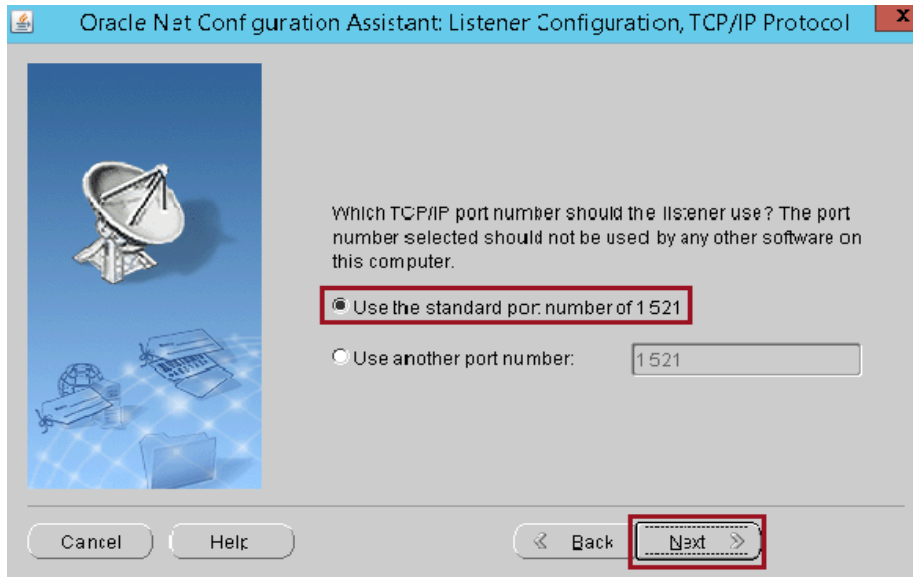 Oracle Net Configuration Assistant: Listener Configuration, TCP/IP Protocol
x
Which TCP/IP port number should the listener use? The port
number selected should not be used by any other software on
this computer.
Use the standard port number of 1521
Use another port number:
1521
Cancel
Help
Back
Next